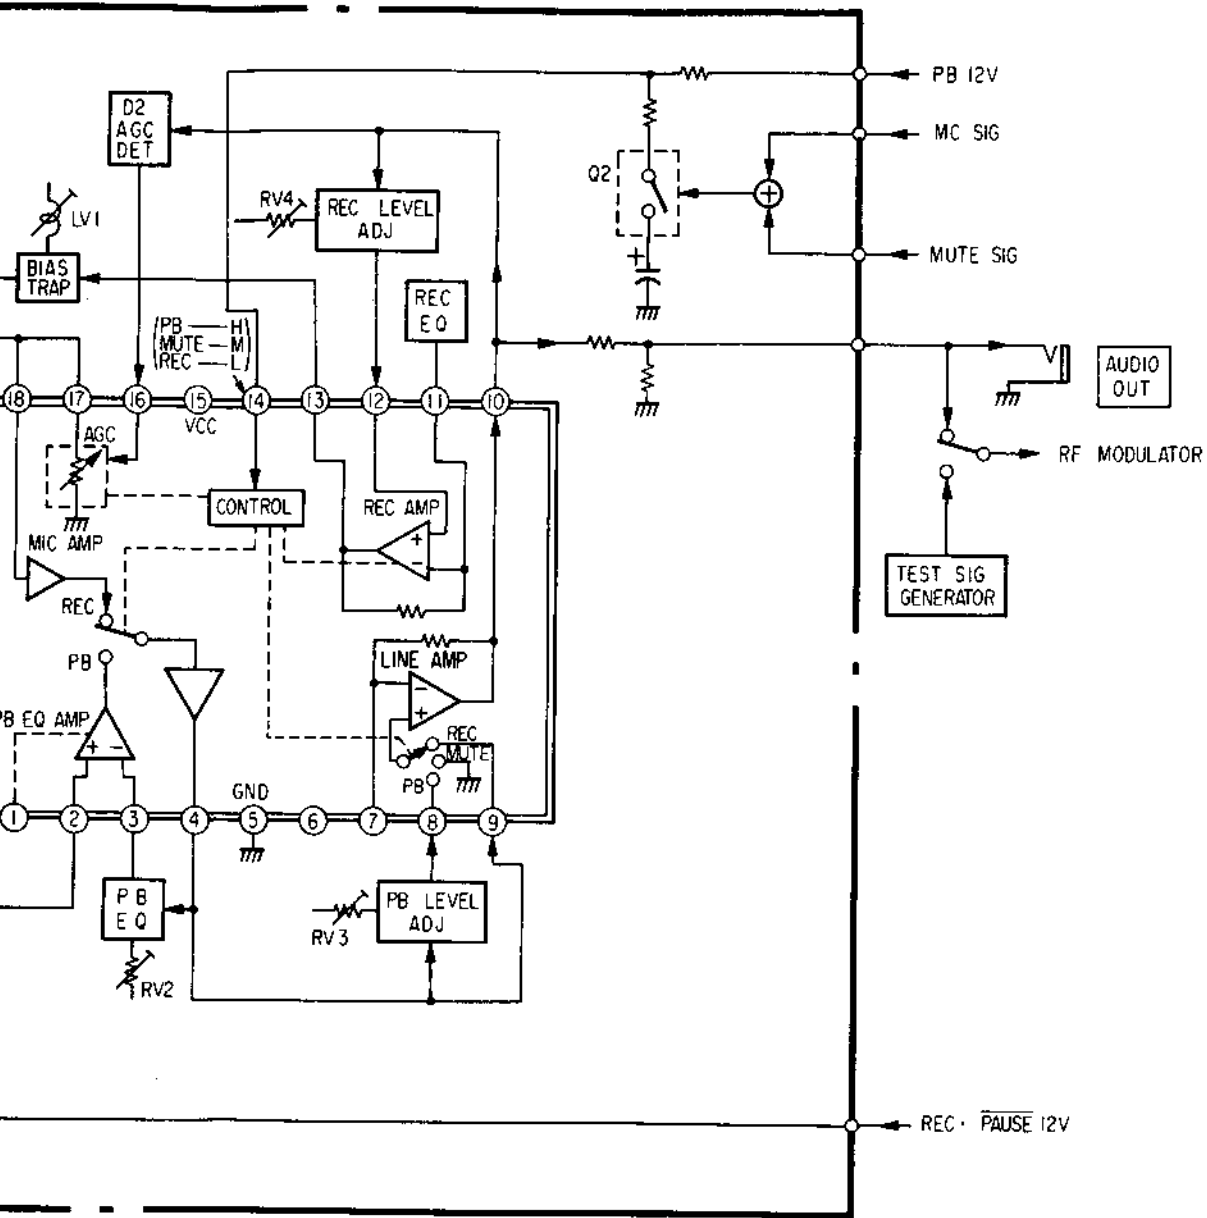 PB 12V
D2
AGC
DET
MC SIG
Q2
RV4
REC LEVEL
ADJ
LV1
+
MUTE SIG
BIAS
TRAP
REC
EQ
PB — H
MUTE — M
REC — L
AUDIO
OUT
18
17
16
15
14
13
12
11
10
VCC
AGC
RF MODULATOR
CONTROL
REC AMP
+
-
MIC AMP
TEST SIG
GENERATOR
REC
PB
LINE AMP
-
+
PB EQ AMP
+ -
REC
MUTE
PB
GND
1
2
3
4
5
6
7
8
9
PB
EQ
PB LEVEL
ADJ
RV3
RV2
REC · PAUSE 12V